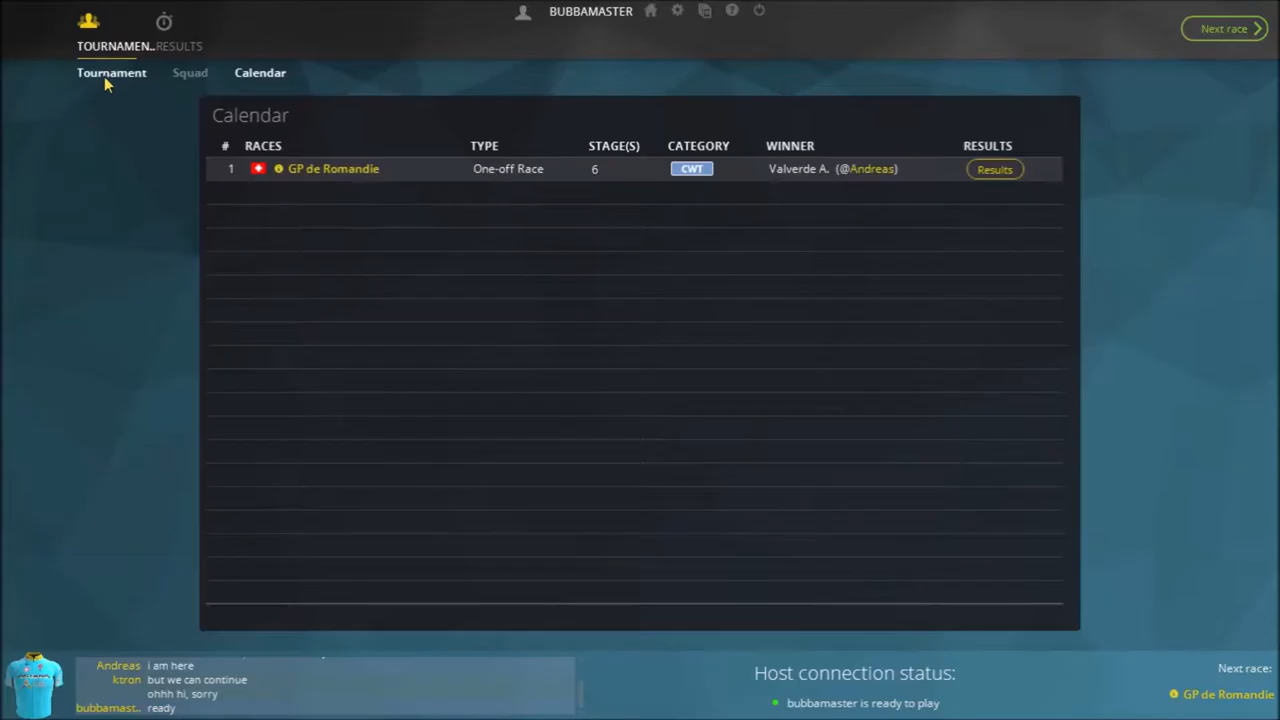 BUBBAMASTER
Next race
TOURNAMEN.. RESULTS
Tournament Squad Calendar
Calendar
# RACES TYPE STAGE(S) CATEGORY WINNER RESULTS
1 GP de Romandie One-off Race 6 CWT Valverde A. (@Andreas) Results
Andreas i am here
ktron but we can continue
ohhh hi, sorry
bubbamast.. ready
Host connection status:
bubbamaster is ready to play
Next race:
GP de Romandie